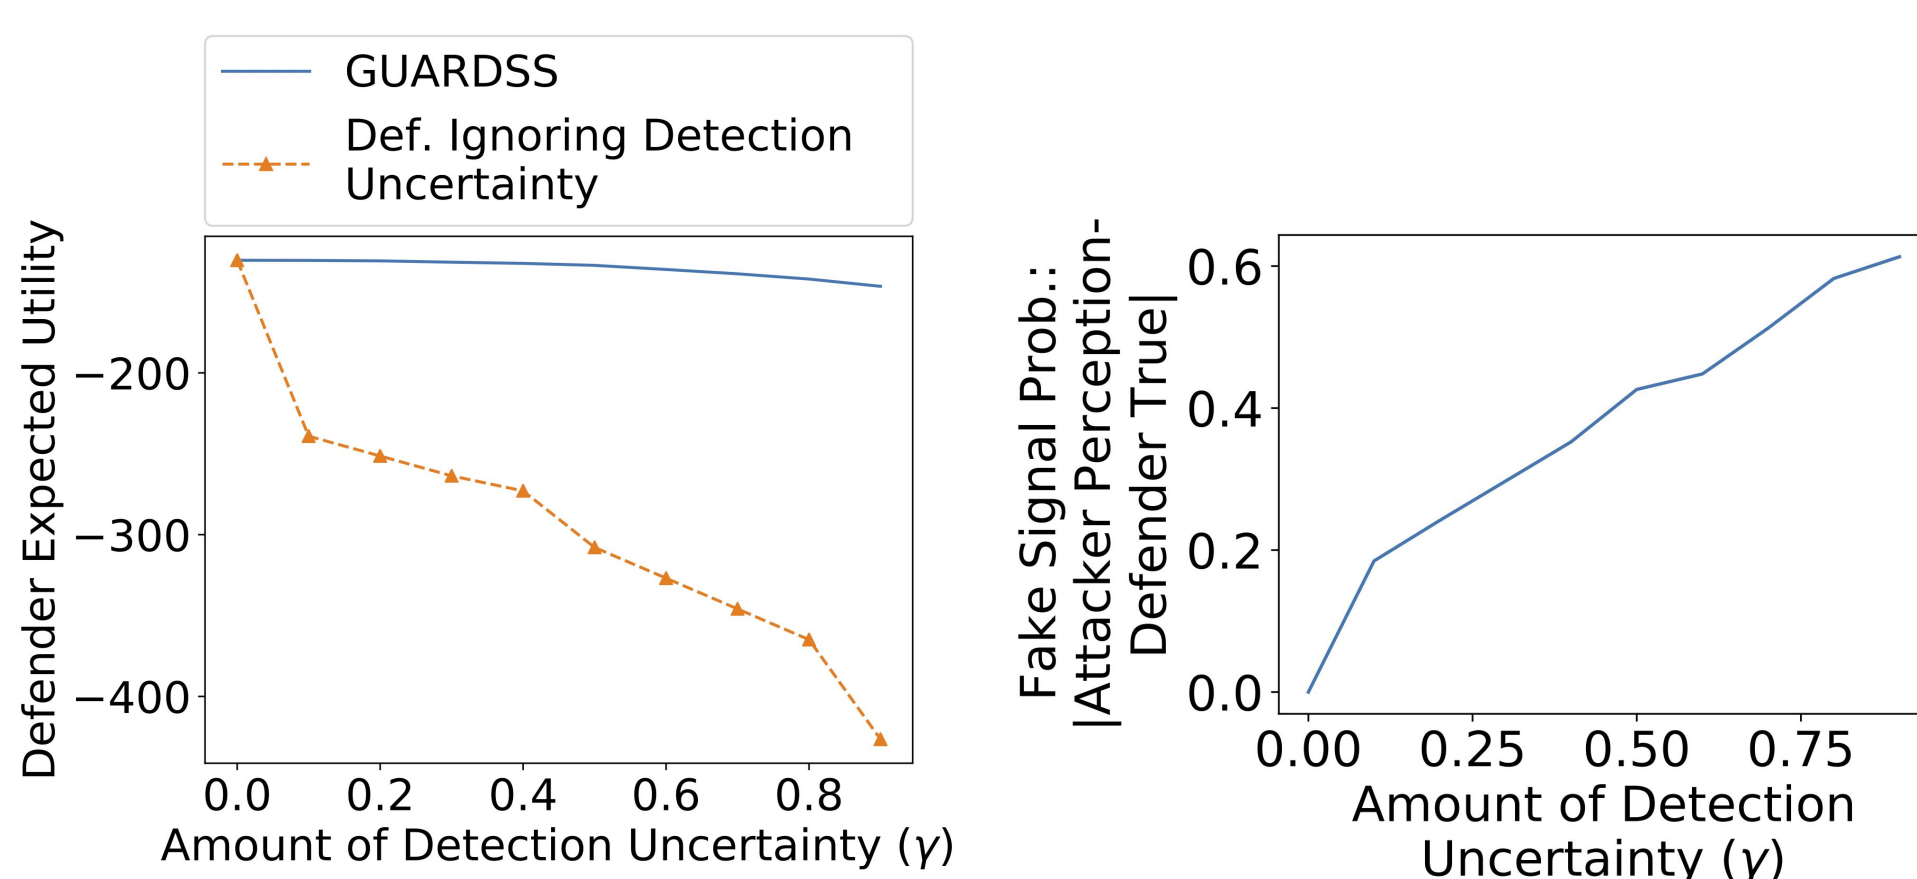 GUARDSS
Def. Ignoring Detection
Uncertainty
Defender Expected Utility
−200
−300
−400
0.0 0.2 0.4 0.6 0.8
Amount of Detection Uncertainty (γ)
Fake Signal Prob.:
|Attacker Perception-
Defender True|
0.6
0.4
0.2
0.0
0.00 0.25 0.50 0.75
Amount of Detection
Uncertainty (γ)